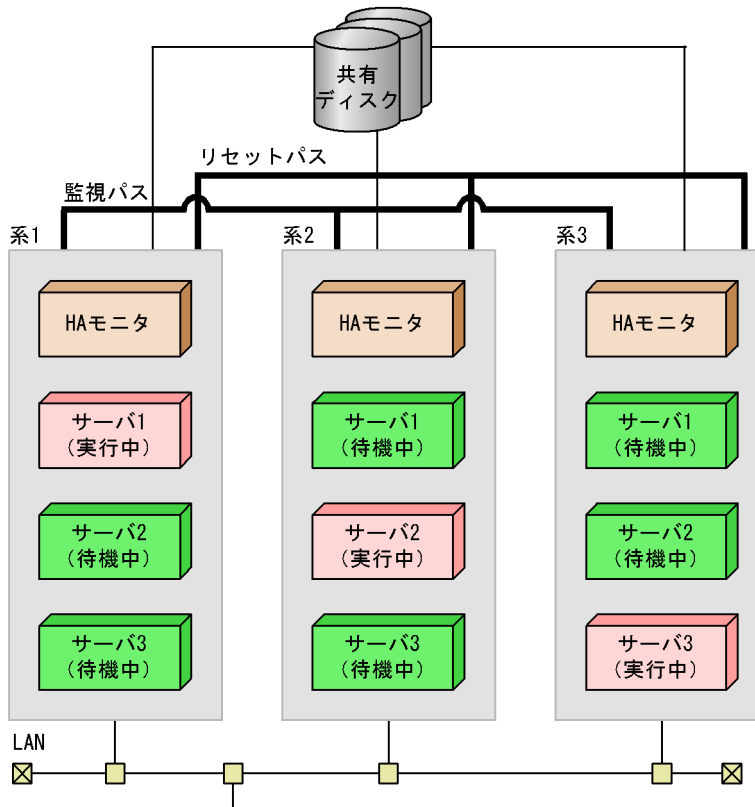 共有
ディスク
リセットパス
監視パス
系1
系2
系3
HAモニタ
HAモニタ
HAモニタ
サーバ1
(実行中)
サーバ1
(待機中)
サーバ1
(待機中)
サーバ2
(待機中)
サーバ2
(実行中)
サーバ2
(待機中)
サーバ3
(待機中)
サーバ3
(待機中)
サーバ3
(実行中)
LAN